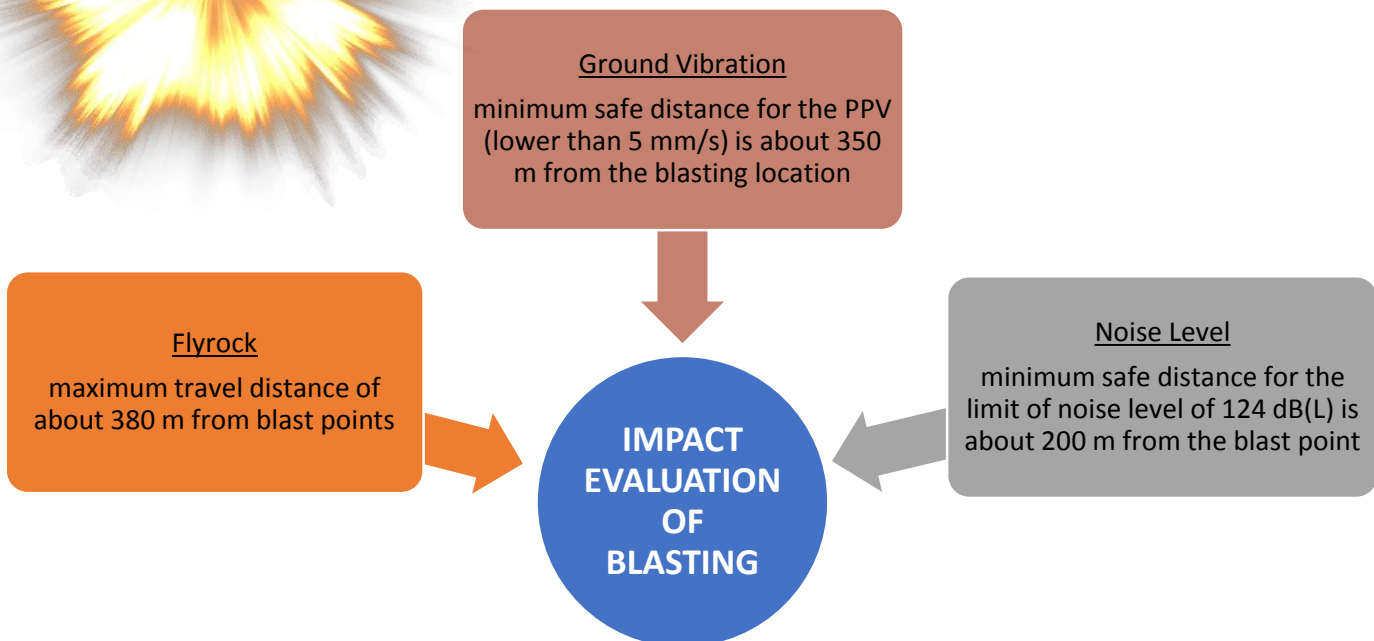 Ground Vibration
minimum safe distance for the PPV
(lower than 5 mm/s) is about 350
m from the blasting location
Flyrock
maximum travel distance of
about 380 m from blast points
Noise Level
minimum safe distance for the
limit of noise level of 124 dB(L) is
about 200 m from the blast point
IMPACT
EVALUATION
OF
BLASTING